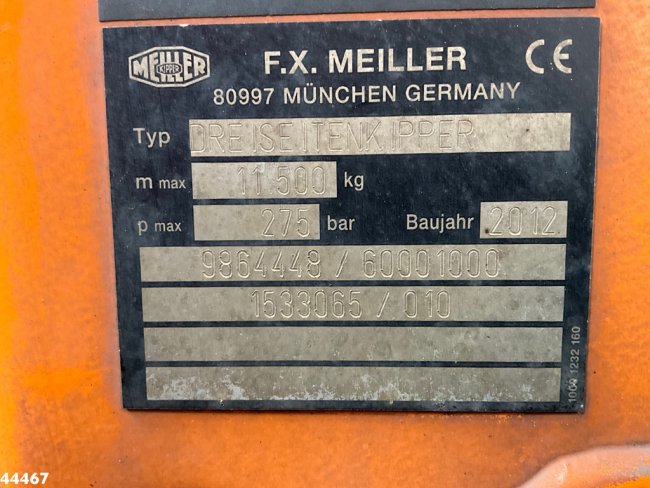 MEILLER
KIPPER
F.X. MEILLER CE
80997 MÜNCHEN GERMANY
Typ DREISEITENKIPPER
m max 11.500 kg
p max 275 bar Baujahr 2012
9864448 / 60001000
1533065 / 010
1000 1232 160
44467